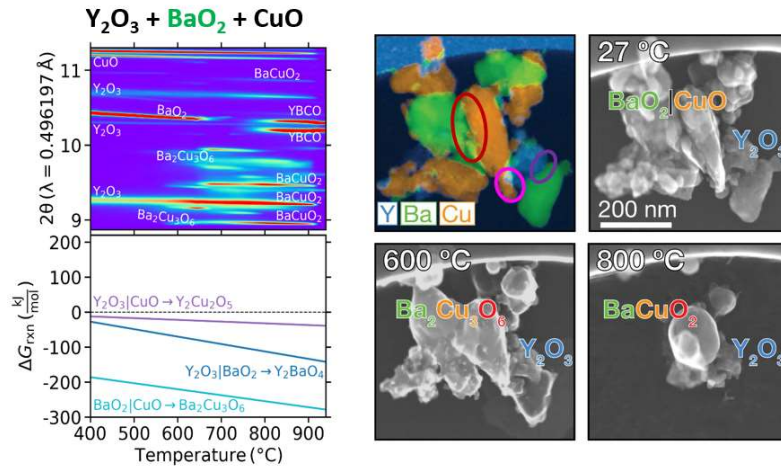 Y₂O₃ + BaO₂ + CuO
2θ (λ = 0.496197 Å)
11
10
9
CuO
BaCuO₂
Y₂O₃
BaO₂
YBCO
Y₂O₃
YBCO
Ba₂Cu₃O₆
BaCuO₂
Y₂O₃
BaCuO₂
Ba₂Cu₃O₆
BaCuO₂
ΔG_rxn (kJ/mol)
200
100
0
-100
-200
-300
Y₂O₃|CuO→Y₂Cu₂O₅
Y₂O₃|BaO₂→Y₂BaO₄
BaO₂|CuO→Ba₂Cu₃O₆
400 500 600 700 800 900
Temperature (°C)
Y Ba Cu
27 °C
BaO₂|CuO
Y₂O₃
200 nm
600 °C
Ba₂Cu₃O₆
Y₂O₃
800 °C
BaCuO₂
Y₂O₃